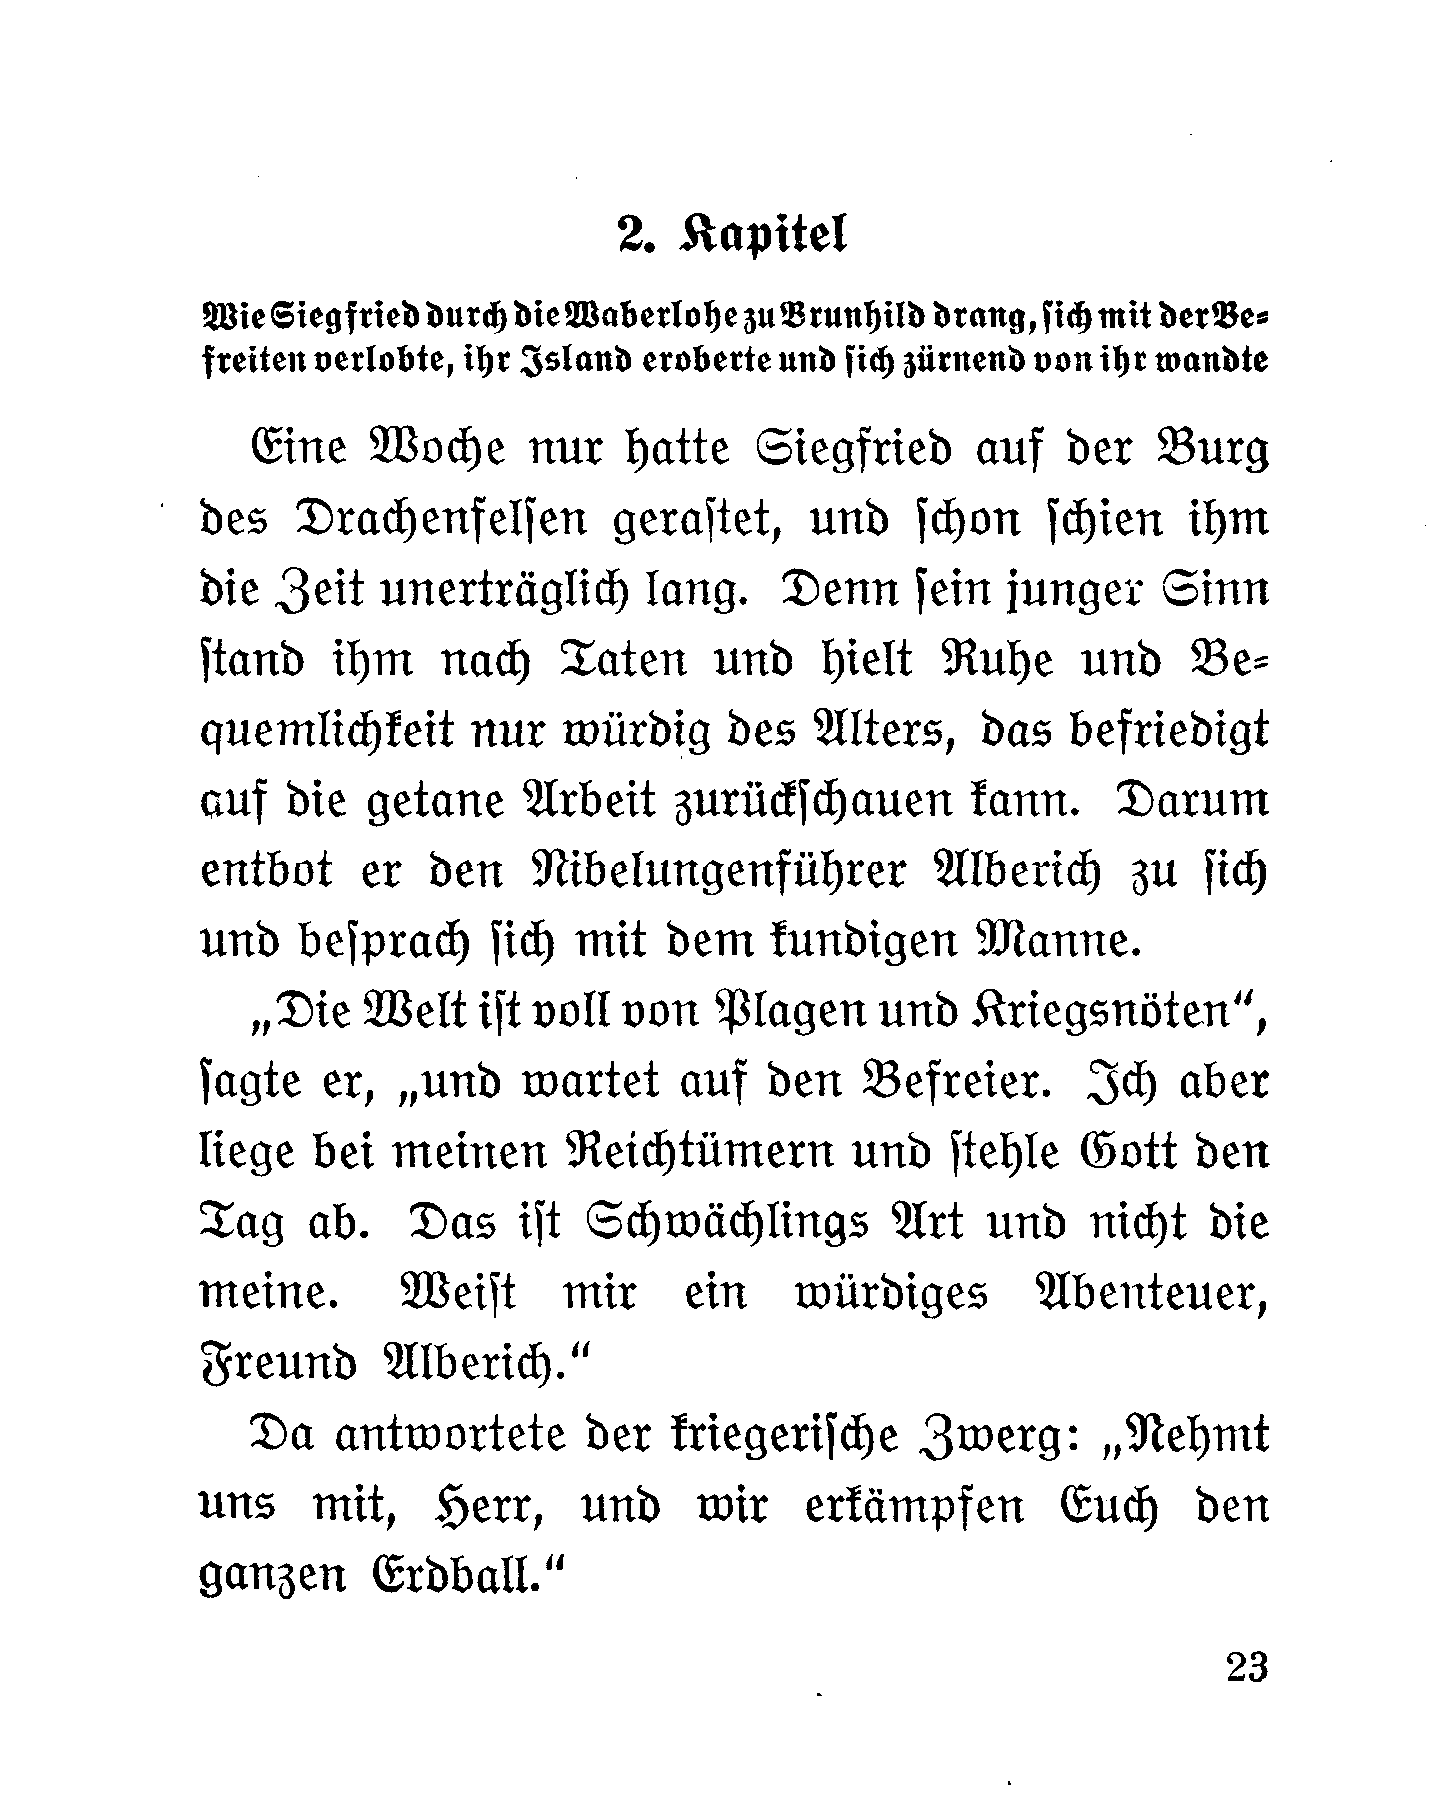 2. Kapitel
Wie Siegfried durch die Waberlohe zu Brunhild drang, ſich mit der Be⸗
freiten verlobte, ihr Island eroberte und ſich zürnend von ihr wandte
Eine Woche nur hatte Siegfried auf der Burg
des Drachenfelſen geraſtet, und ſchon ſchien ihm
die Zeit unerträglich lang. Denn ſein junger Sinn
ſtand ihm nach Taten und hielt Ruhe und Be⸗
quemlichkeit nur würdig des Alters, das befriedigt
auf die getane Arbeit zurückſchauen kann. Darum
entbot er den Nibelungenführer Alberich zu ſich
und beſprach ſich mit dem kundigen Manne.
„Die Welt iſt voll von Plagen und Kriegsnöten“,
ſagte er, „und wartet auf den Befreier. Ich aber
liege bei meinen Reichtümern und ſtehle Gott den
Tag ab. Das iſt Schwächlings Art und nicht die
meine. Weiſt mir ein würdiges Abenteuer,
Freund Alberich.“
Da antwortete der kriegeriſche Zwerg: „Nehmt
uns mit, Herr, und wir erkämpfen Euch den
ganzen Erdball.“
23